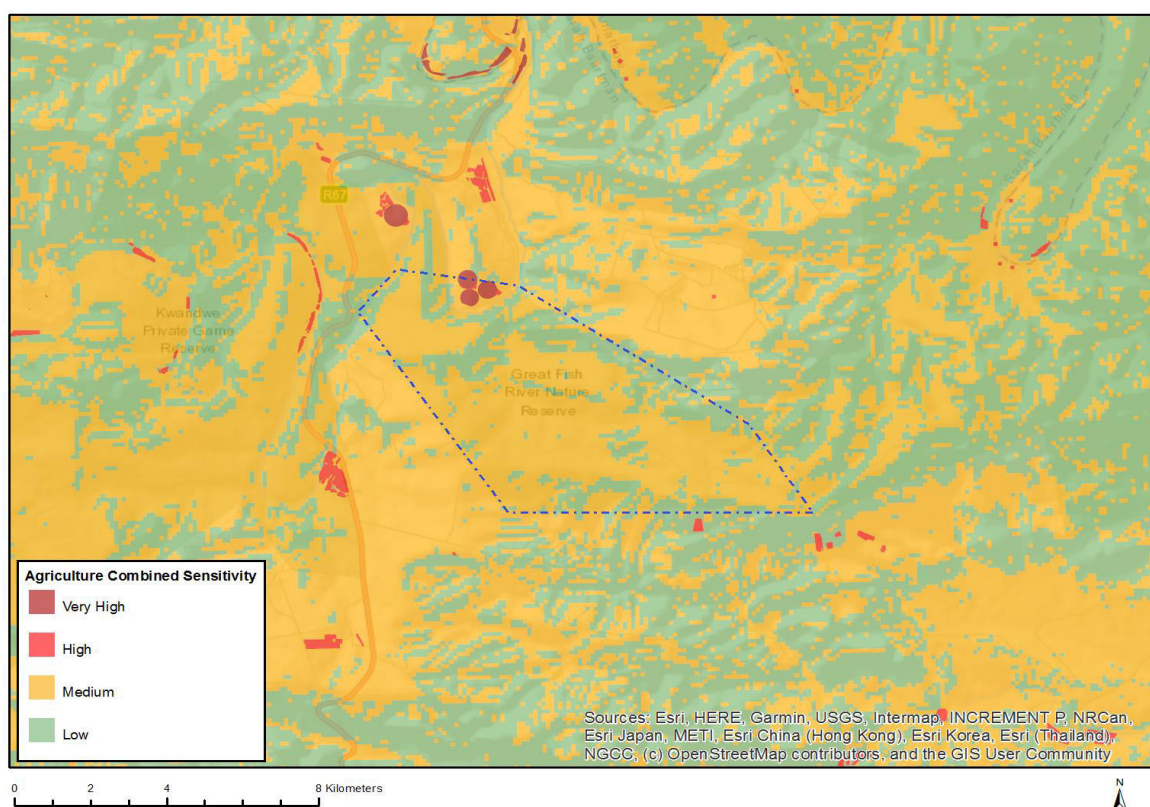 R67
Kwandwe
Private Game
Reserve
Great Fish
River Nature
Reserve
Agriculture Combined Sensitivity
Very High
High
Medium
Low
Sources: Esri, HERE, Garmin, USGS, Intermap, INCREMENT P, NRCan,
Esri Japan, METI, Esri China (Hong Kong), Esri Korea, Esri (Thailand),
NGCC, (c) OpenStreetMap contributors, and the GIS User Community
0 2 4 8 Kilometers
N